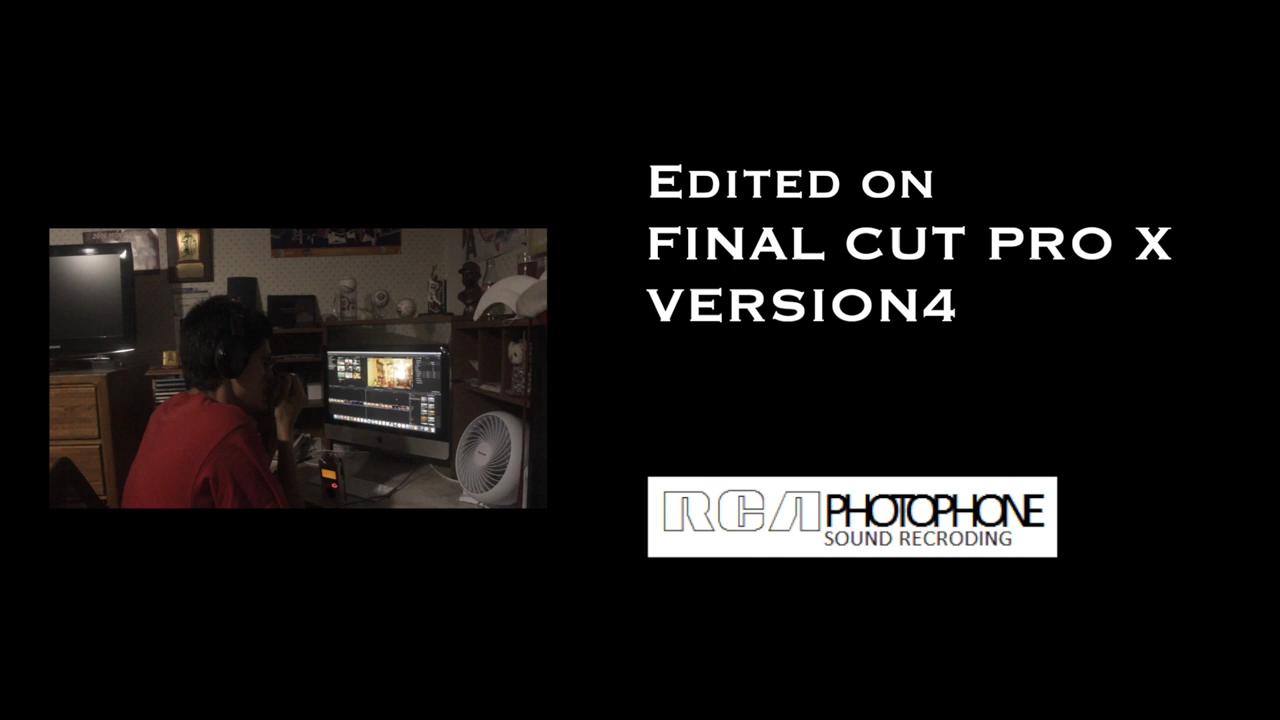 EDITED ON
FINAL CUT PRO X
VERSION4
RCA PHOTOPHONE
SOUND RECRODING